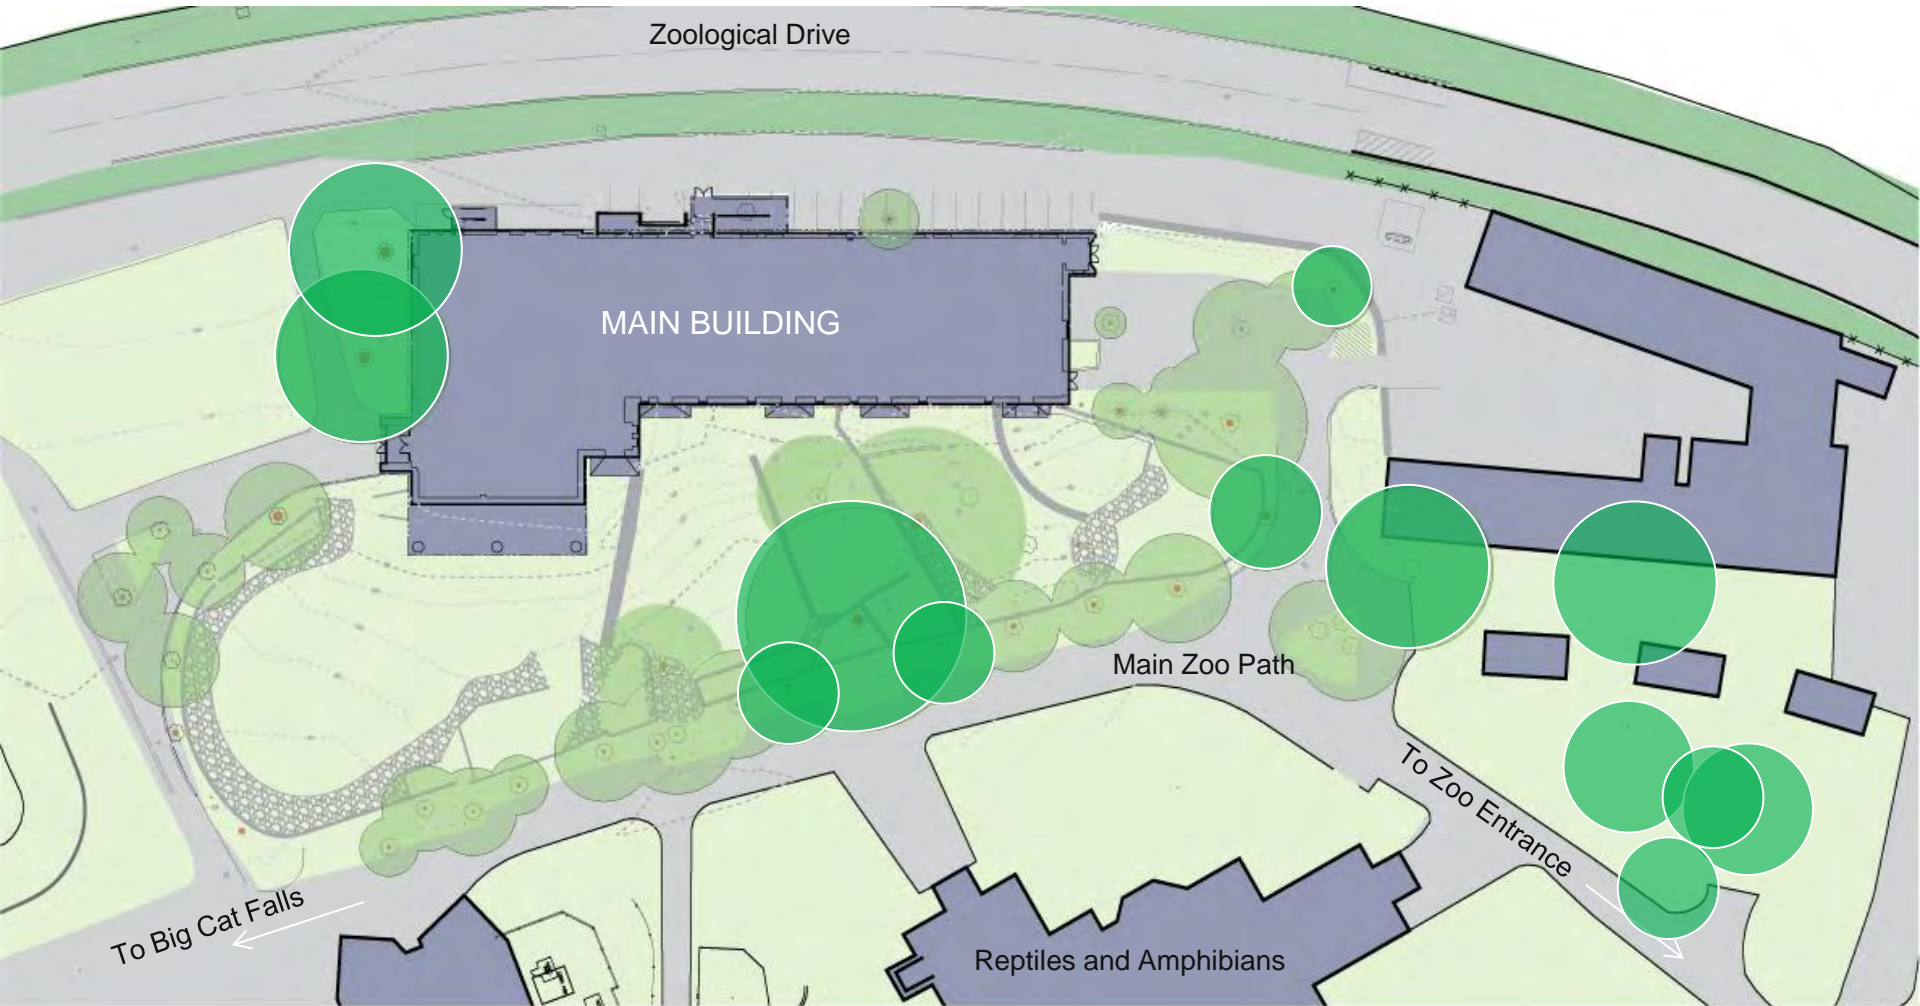 Zoological Drive
MAIN BUILDING
Main Zoo Path
To Zoo Entrance
To Big Cat Falls
Reptiles and Amphibians